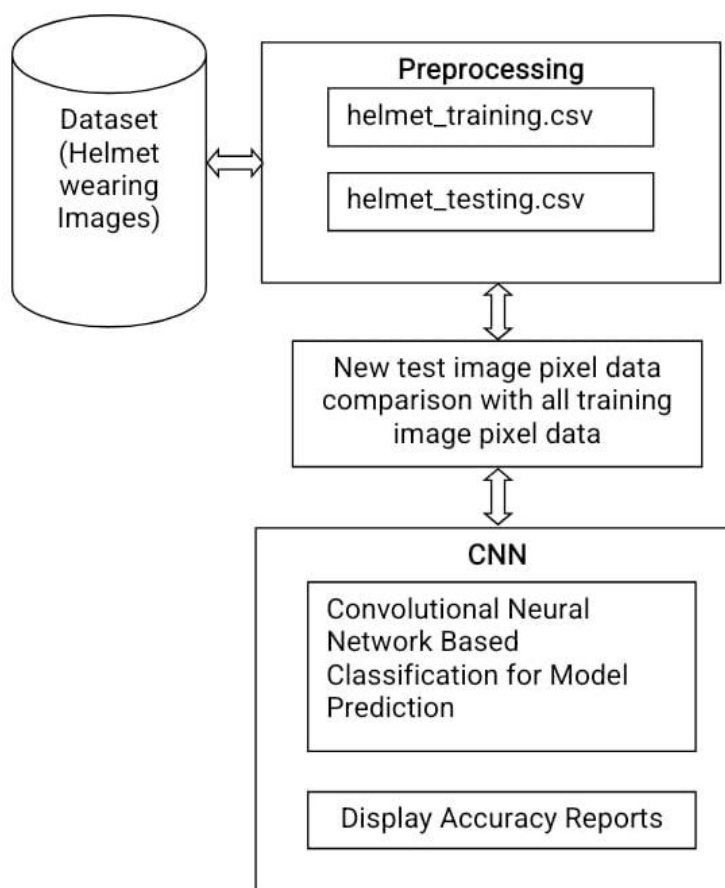 Dataset
(Helmet
wearing
Images)
Preprocessing
helmet_training.csv
helmet_testing.csv
New test image pixel data
comparison with all training
image pixel data
CNN
Convolutional Neural
Network Based
Classification for Model
Prediction
Display Accuracy Reports